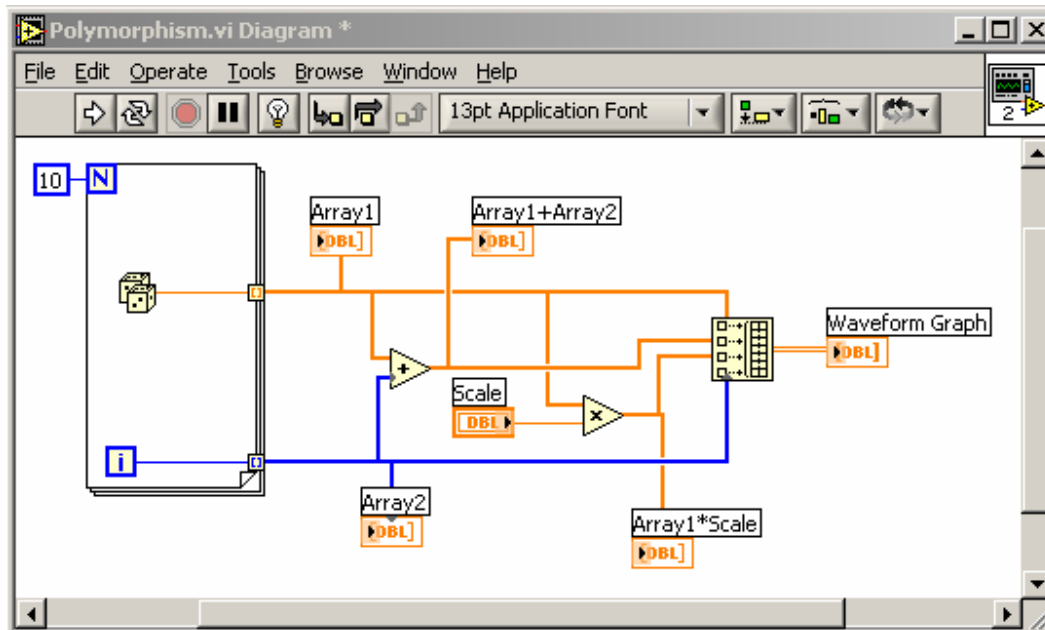 Polymorphism.vi Diagram *
File Edit Operate Tools Browse Window Help
13pt Application Font
2
10 N
Array1
[DBL]
Array1+Array2
[DBL]
Waveform Graph
[DBL]
+
Scale
DBL
x
i
Array2
[DBL]
Array1*Scale
[DBL]